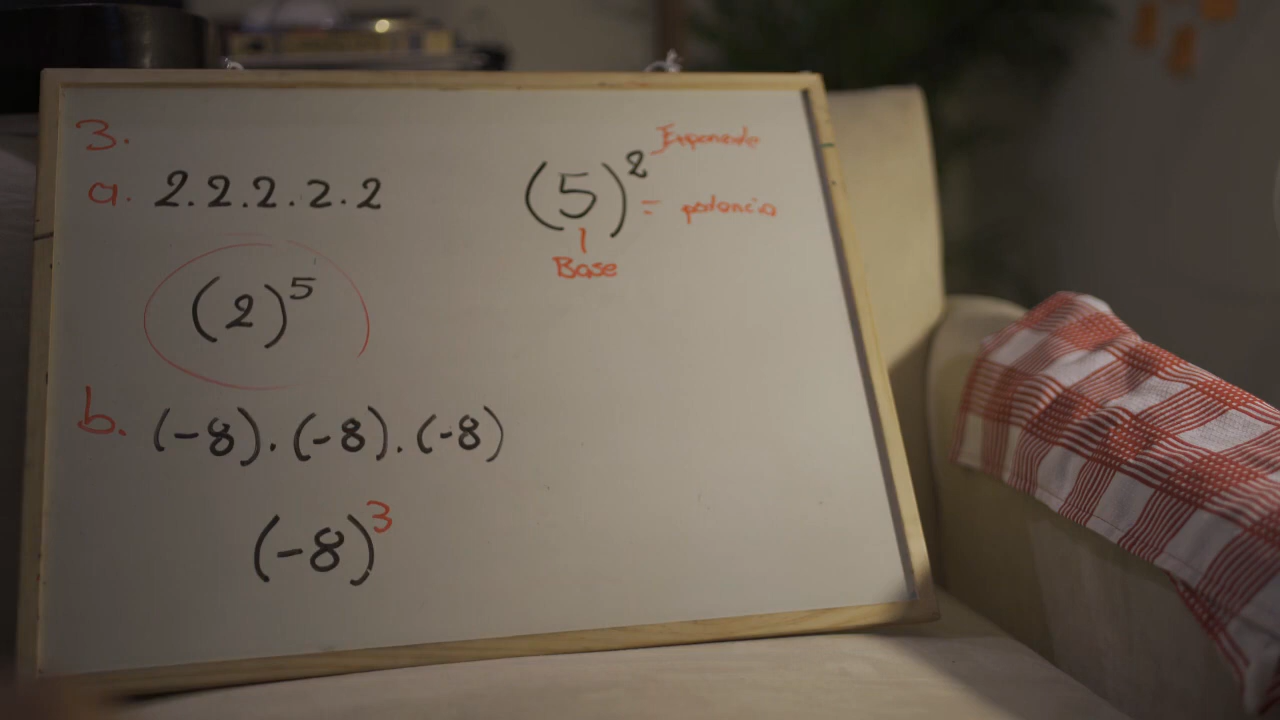 3.
a. 2.2.2.2.2
(2)⁵
b. (-8).(-8).(-8)
(-8)³
Exponente
(5)² = potencia
Base